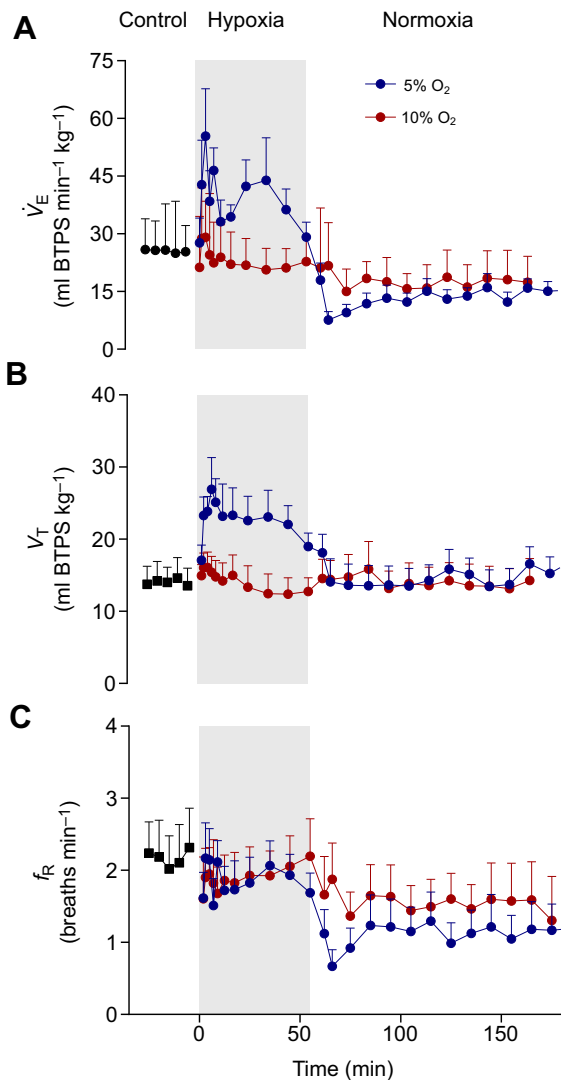 Control Hypoxia Normoxia
A
75
60
45
30
15
0
V̇E
(ml BTPS min−1 kg−1)
5% O2
10% O2
B
40
30
20
10
0
VT
(ml BTPS kg−1)
C
4
3
2
1
0
fR
(breaths min−1)
0 50 100 150
Time (min)